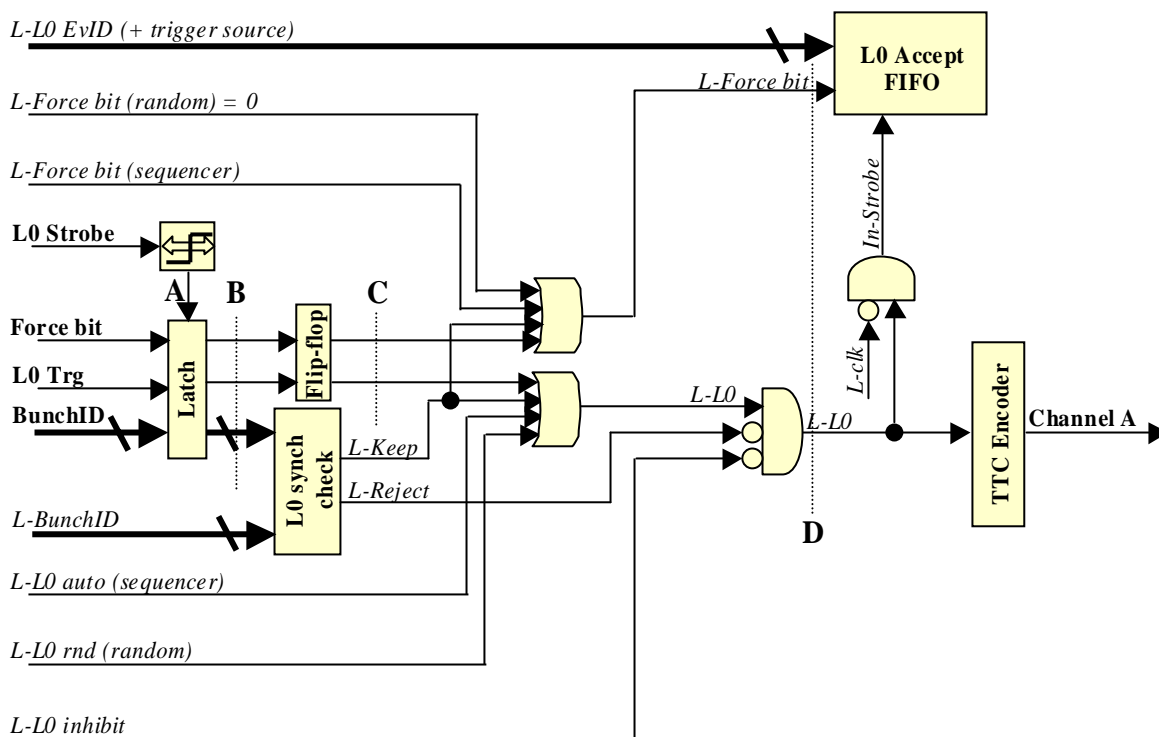 L-L0 EvID (+ trigger source)
L0 Accept
FIFO
L-Force bit
L-Force bit (random) = 0
L-Force bit (sequencer)
In-Strobe
L0 Strobe
A
B
C
Force bit
L0 Trg
BunchID
Latch
Flip-flop
L-clk
L-L0
L-L0
TTC Encoder
Channel A
L-Keep
L0 synch
check
L-Reject
L-BunchID
D
L-L0 auto (sequencer)
L-L0 rnd (random)
L-L0 inhibit